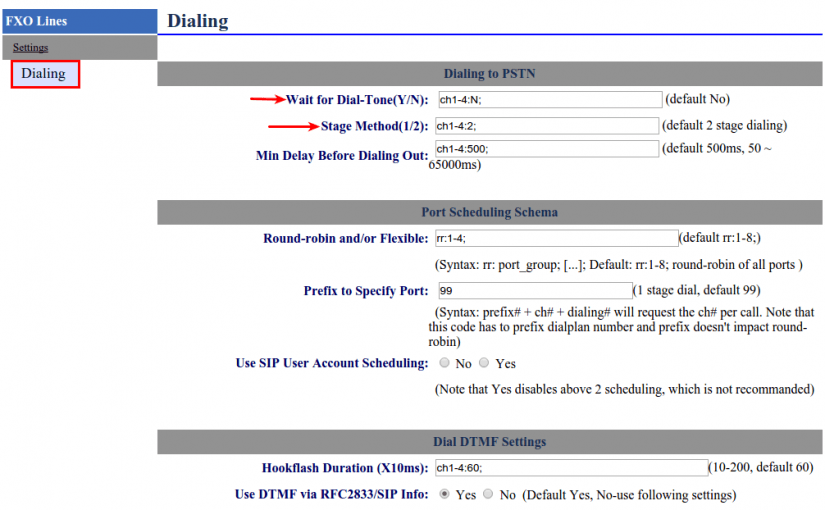 FXO Lines
Dialing
Settings
Dialing
Dialing to PSTN
Wait for Dial-Tone(Y/N): ch1-4:N; (default No)
Stage Method(1/2): ch1-4:2; (default 2 stage dialing)
Min Delay Before Dialing Out: ch1-4:500; (default 500ms, 50 ~
65000ms)
Port Scheduling Schema
Round-robin and/or Flexible: rr:1-4; (default rr:1-8;)
(Syntax: rr: port_group; [...]; Default: rr:1-8; round-robin of all ports )
Prefix to Specify Port: 99 (1 stage dial, default 99)
(Syntax: prefix# + ch# + dialing# will request the ch# per call. Note that
this code has to prefix dialplan number and prefix doesn't impact round-
robin)
Use SIP User Account Scheduling: No Yes
(Note that Yes disables above 2 scheduling, which is not recommanded)
Dial DTMF Settings
Hookflash Duration (X10ms): ch1-4:60; (10-200, default 60)
Use DTMF via RFC2833/SIP Info: Yes No (Default Yes, No-use following settings)